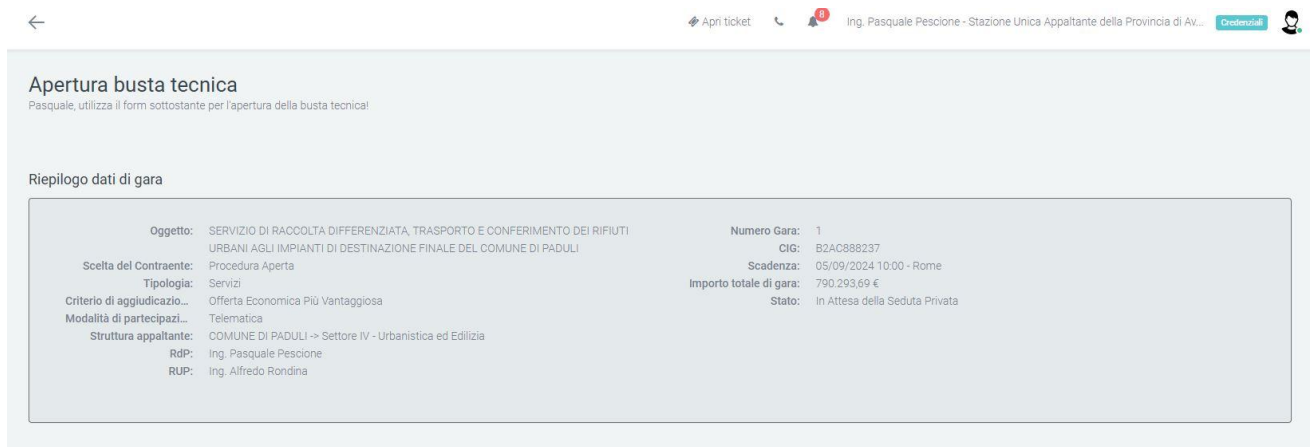 Apri ticket
8
Ing. Pasquale Pescione - Stazione Unica Appaltante della Provincia di Av...
Credenziali
Apertura busta tecnica
Pasquale, utilizza il form sottostante per l'apertura della busta tecnica!
Riepilogo dati di gara
Oggetto: SERVIZIO DI RACCOLTA DIFFERENZIATA, TRASPORTO E CONFERIMENTO DEI RIFIUTI
URBANI AGLI IMPIANTI DI DESTINAZIONE FINALE DEL COMUNE DI PADULI
Scelta del Contraente: Procedura Aperta
Tipologia: Servizi
Criterio di aggiudicazio... Offerta Economica Più Vantaggiosa
Modalità di partecipazi... Telematica
Struttura appaltante: COMUNE DI PADULI -> Settore IV - Urbanistica ed Edilizia
RdP: Ing. Pasquale Pescione
RUP: Ing. Alfredo Rondina
Numero Gara: 1
CIG: B2AC888237
Scadenza: 05/09/2024 10:00 - Rome
Importo totale di gara: 790.293,69 €
Stato: In Attesa della Seduta Privata